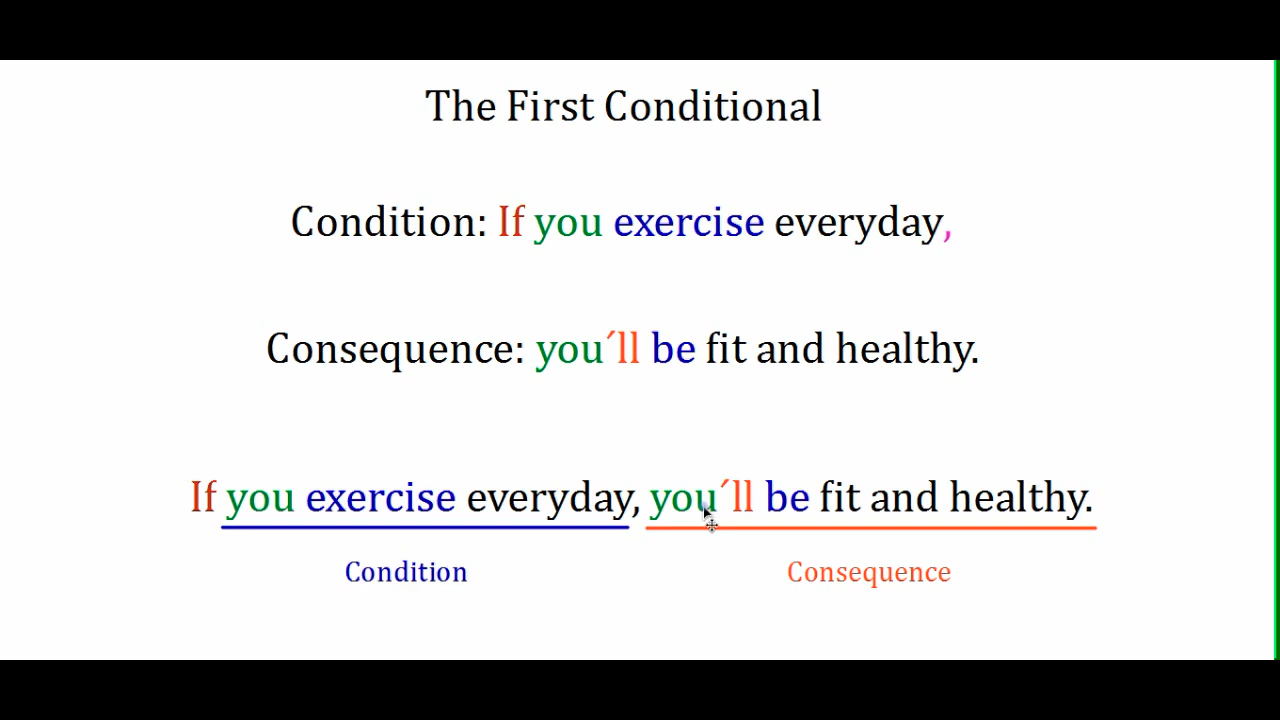 The First Conditional
Condition: If you exercise everyday,
Consequence: you´ll be fit and healthy.
If you exercise everyday, you´ll be fit and healthy.
Condition
Consequence